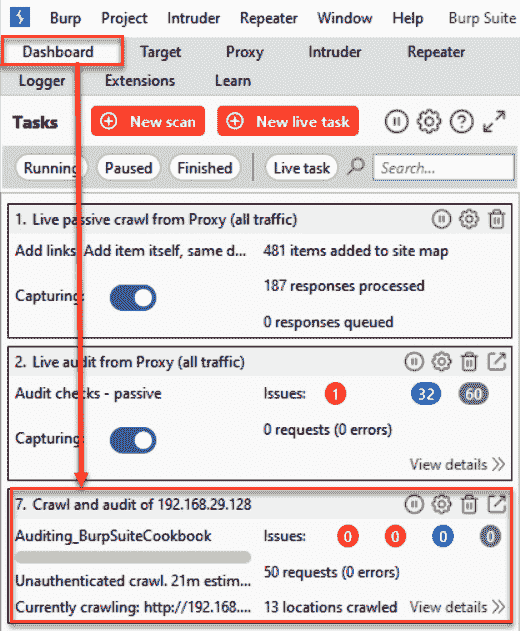 Burp Project Intruder Repeater Window Help Burp Suite
Dashboard Target Proxy Intruder Repeater
Logger Extensions Learn
Tasks New scan New live task
Running Paused Finished Live task Search...
1. Live passive crawl from Proxy (all traffic)
Add links. Add item itself, same d... 481 items added to site map
187 responses processed
Capturing:
0 responses queued
2. Live audit from Proxy (all traffic)
Audit checks - passive Issues: 1 32 60
0 requests (0 errors)
Capturing:
View details
7. Crawl and audit of 192.168.29.128
Auditing_BurpSuiteCookbook Issues: 0 0 0 0
50 requests (0 errors)
Unauthenticated crawl. 21m estim...
Currently crawling: http://192.168.... 13 locations crawled View details